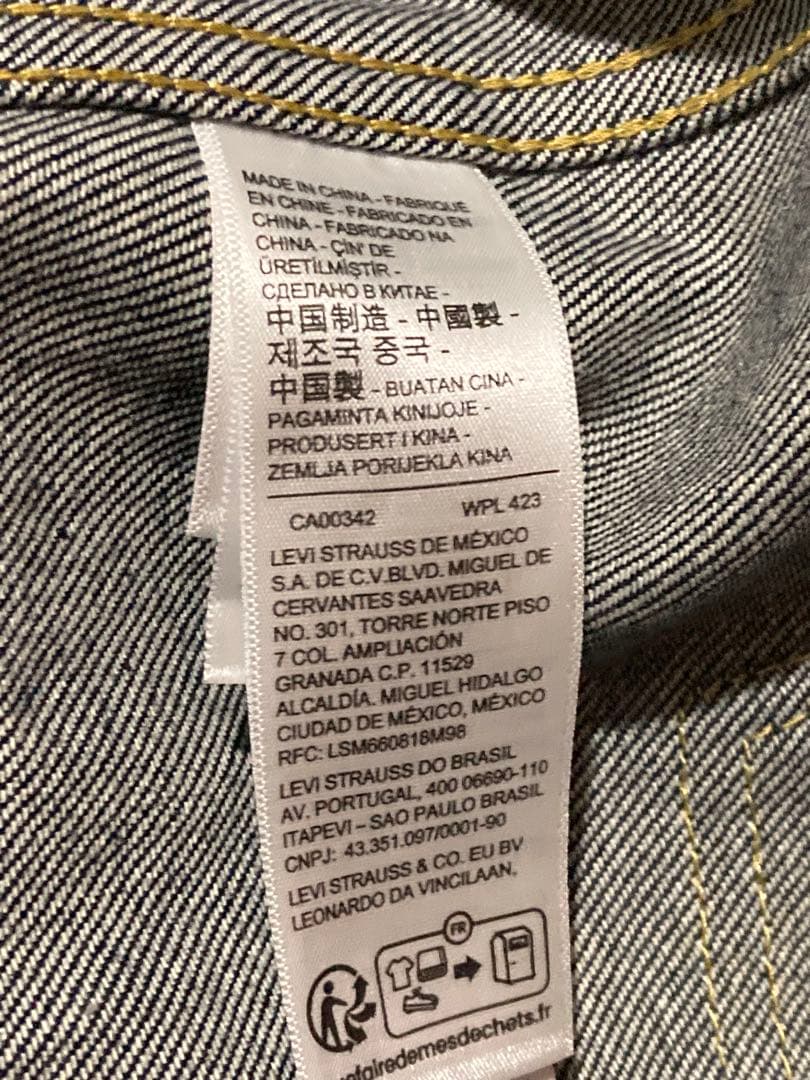 MADE IN CHINA - FABRIQUÉ
EN CHINE - FABRICADO EN
CHINA - FABRICADO NA
CHINA - ÇİN' DE
ÜRETİLMİŞTİR -
СДЕЛАНО В КИТАЕ -
中国制造 - 中國製 -
제조국 중국 -
中国製 - BUATAN CINA -
PAGAMINTA KINIJOJE -
PRODUSERT I KINA -
ZEMLJA PORIJEKLA KINA
CA00342 WPL 423
LEVI STRAUSS DE MÉXICO
S.A. DE C.V.BLVD. MIGUEL DE
CERVANTES SAAVEDRA
NO. 301, TORRE NORTE PISO
7 COL. AMPLIACIÓN
GRANADA C.P. 11529
ALCALDÍA. MIGUEL HIDALGO
CIUDAD DE MÉXICO, MÉXICO
RFC: LSM660818M98
LEVI STRAUSS DO BRASIL
AV. PORTUGAL, 400 06690-110
ITAPEVI – SAO PAULO BRASIL
CNPJ: 43.351.097/0001-90
LEVI STRAUSS & CO. EU BV
LEONARDO DA VINCILAAN,
FR
efairedemesdechets.fr